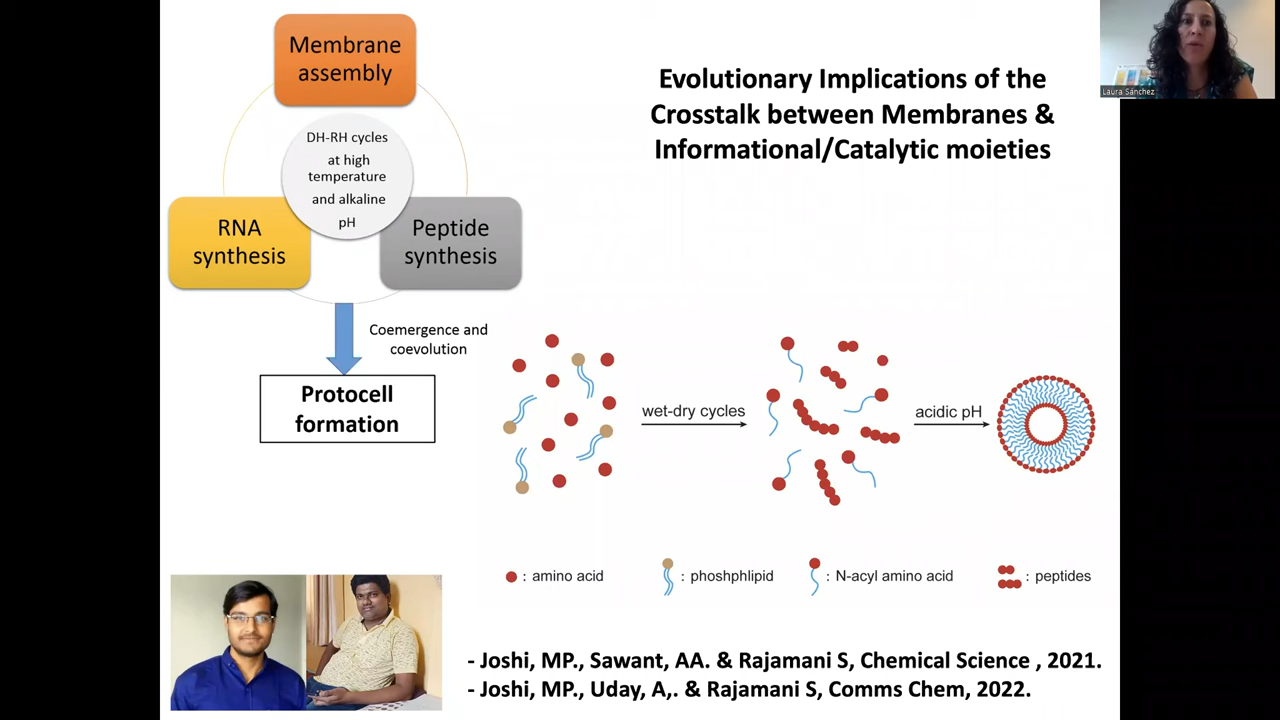 Membrane
assembly
DH-RH cycles
at high
temperature
and alkaline
pH
RNA
synthesis
Peptide
synthesis
Coemergence and
coevolution
Protocell
formation
Evolutionary Implications of the
Crosstalk between Membranes &
Informational/Catalytic moieties
Laura Sánchez
wet-dry cycles
acidic pH
: amino acid
: phoshphlipid
: N-acyl amino acid
: peptides
- Joshi, MP., Sawant, AA. & Rajamani S, Chemical Science , 2021.
- Joshi, MP., Uday, A,. & Rajamani S, Comms Chem, 2022.